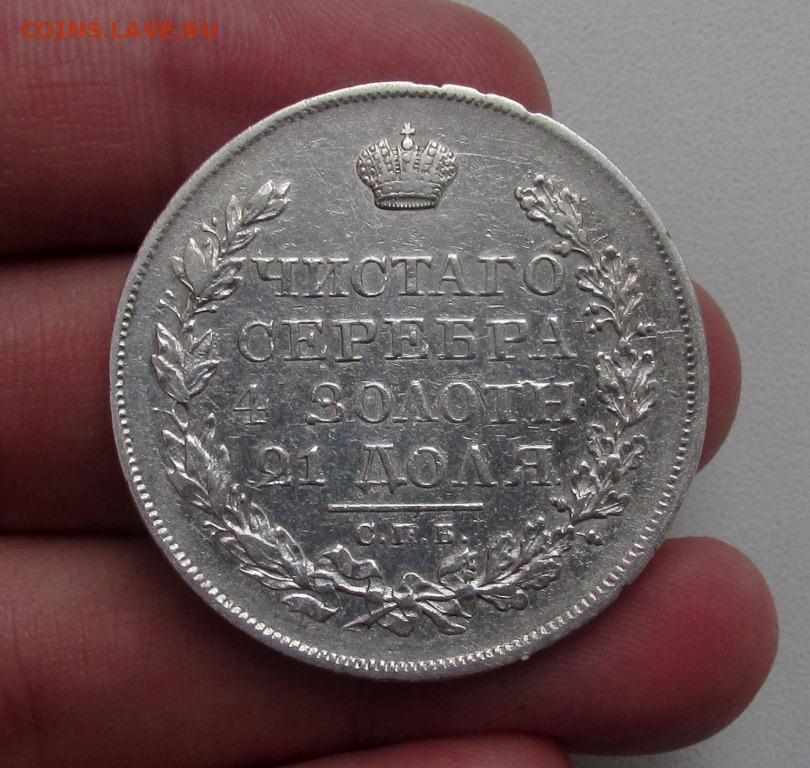 COINS.LAVE.RU
ЧИСТАГО
СЕРЕБРА
4 ЗОЛОТН.
21 ДОЛЯ
С.П.Б.